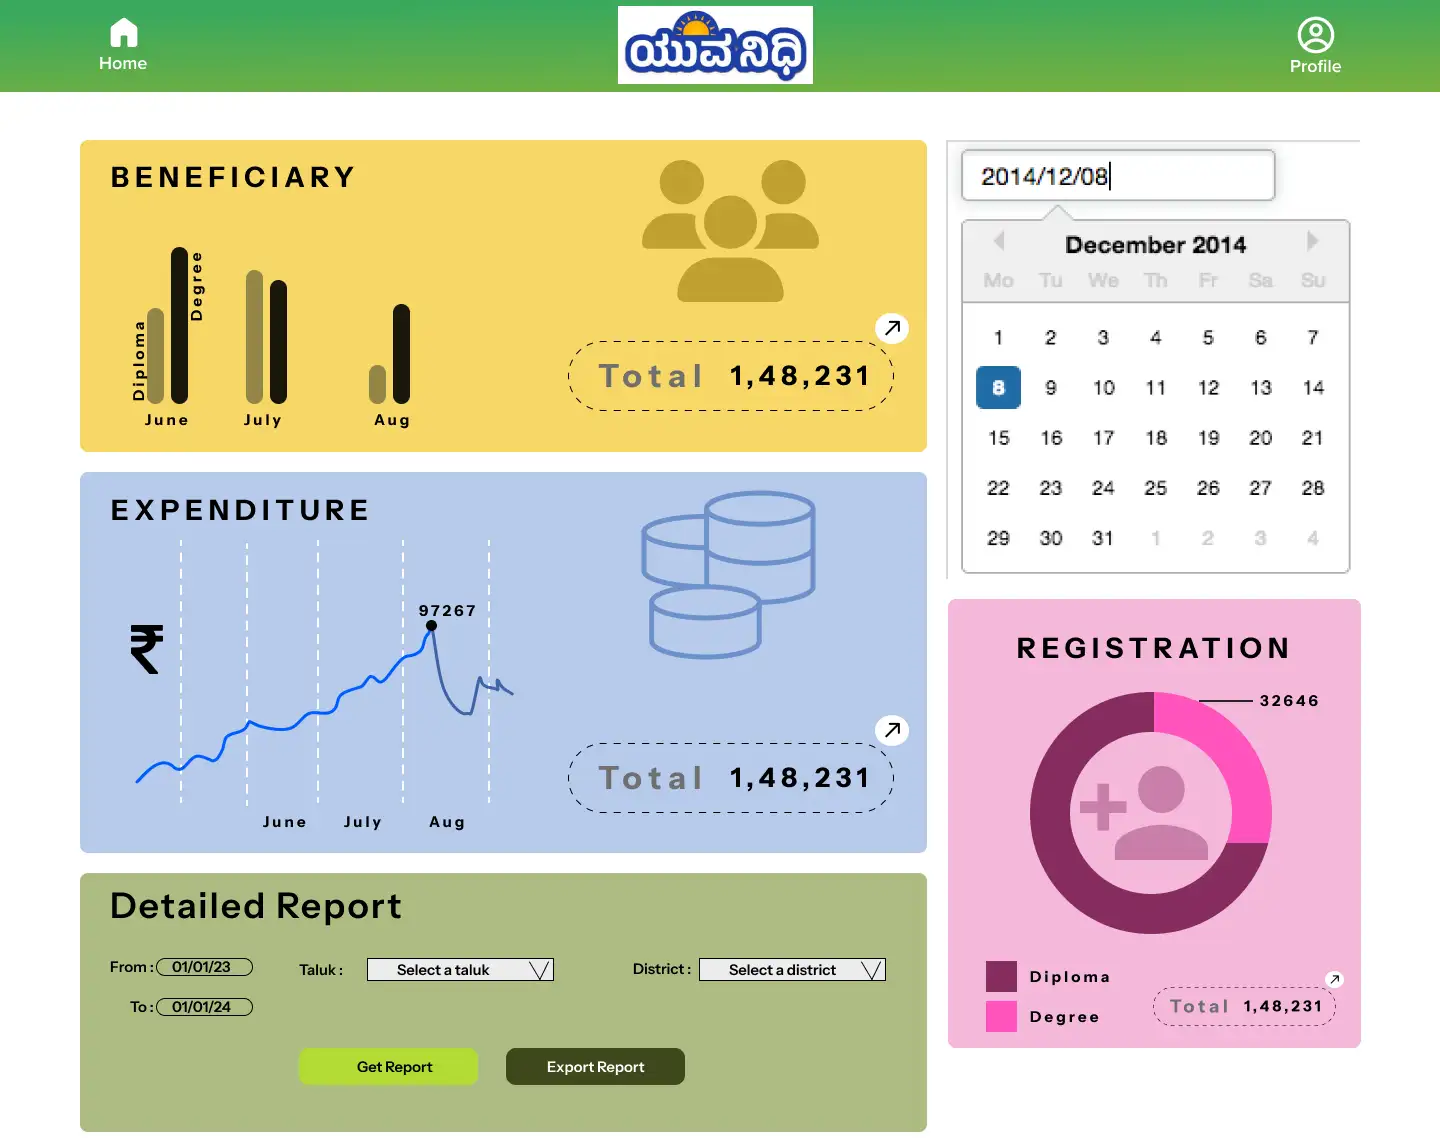 Home
ಯುವನಿಧಿ
Profile
BENEFICIARY
Diploma
Degree
June July Aug
Total 1,48,231
2014/12/08
December 2014
Mo Tu We Th Fr Sa Su
1 2 3 4 5 6 7
8 9 10 11 12 13 14
15 16 17 18 19 20 21
22 23 24 25 26 27 28
29 30 31 1 2 3 4
EXPENDITURE
₹
97267
June July Aug
Total 1,48,231
REGISTRATION
32646
Diploma
Degree
Total 1,48,231
Detailed Report
From : 01/01/23
To : 01/01/24
Taluk : Select a taluk
District : Select a district
Get Report
Export Report